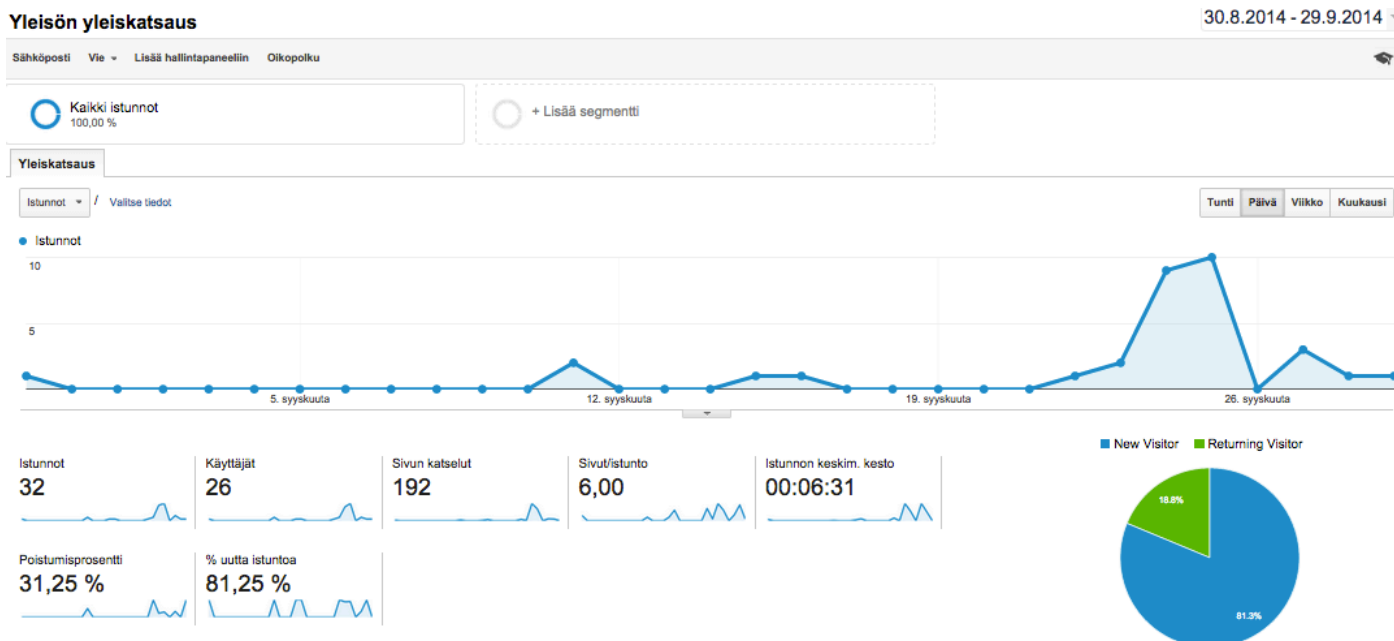 Yleisön yleiskatsaus
30.8.2014 - 29.9.2014
Sähköposti Vie Lisää hallintapaneeliin Oikopolku
Kaikki istunnot
100,00 %
+ Lisää segmentti
Yleiskatsaus
Istunnot / Valitse tiedot
Tunti Päivä Viikko Kuukausi
Istunnot
10
5
5. syyskuuta 12. syyskuuta 19. syyskuuta 26. syyskuuta
New Visitor Returning Visitor
Istunnot Käyttäjät Sivun katselut Sivut/istunto Istunnon keskim. kesto
32 26 192 6,00 00:06:31
18.8%
Poistumisprosentti % uutta istuntoa
31,25 % 81,25 %
81.3%